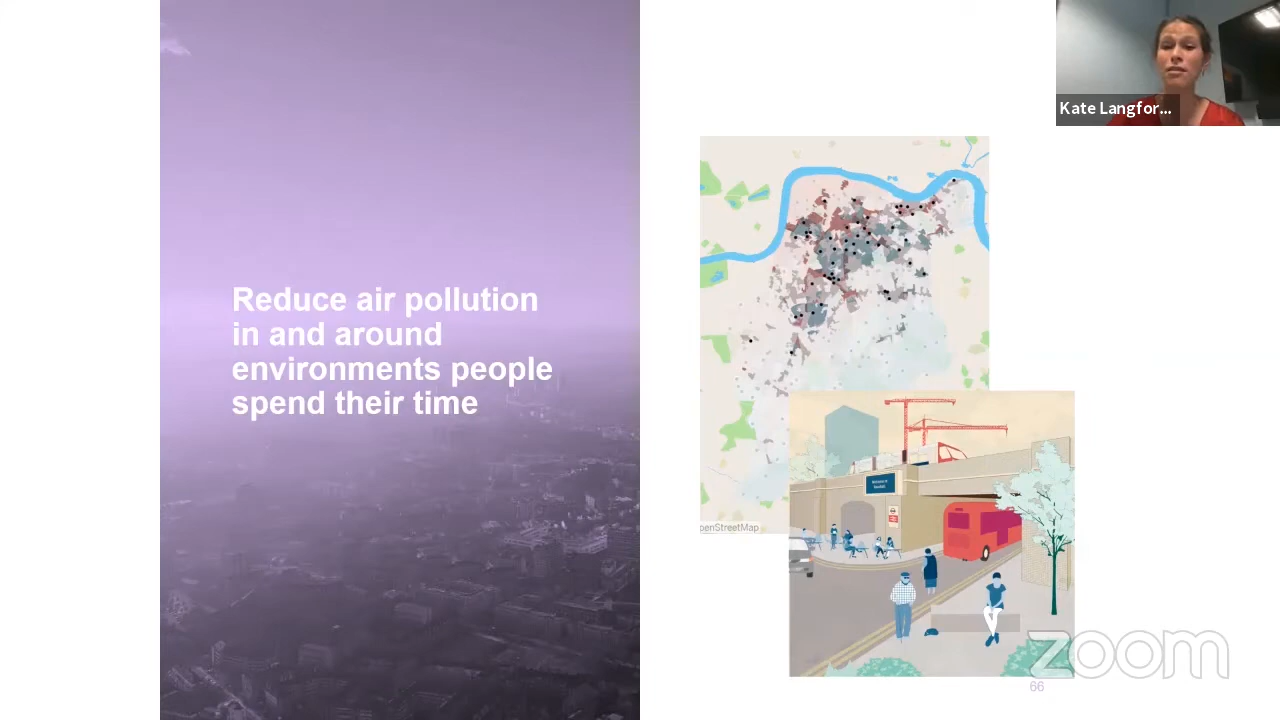 Kate Langfor...
Reduce air pollution
in and around
environments people
spend their time
penStreetMap
zoom
66